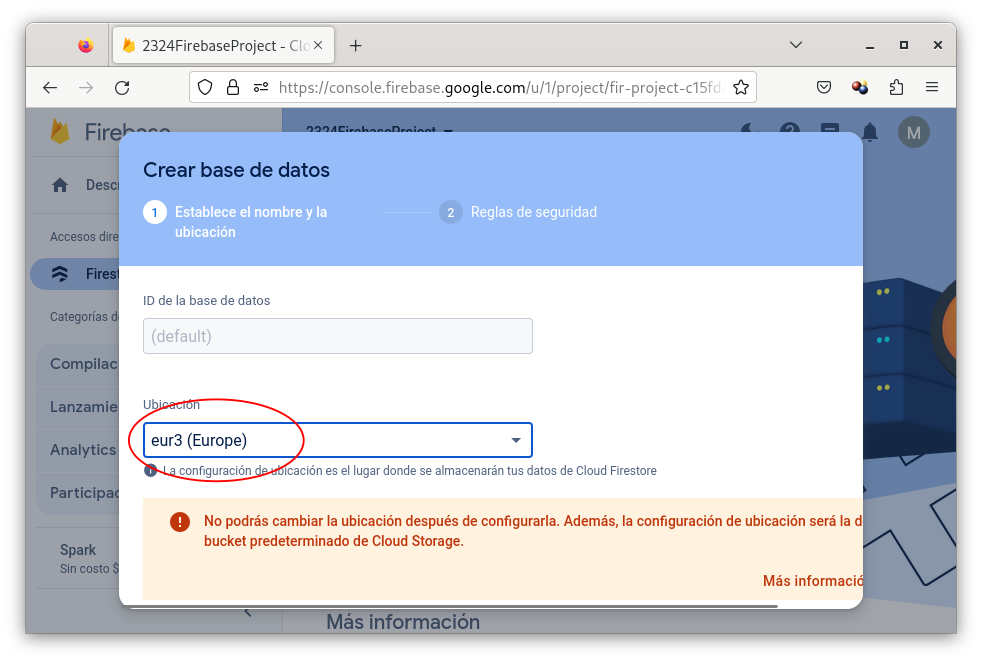 2324FirebaseProject - Clo
https://console.firebase.google.com/u/1/project/fir-project-c15fd
Firebase
2324FirebaseProject
M
Crear base de datos
1
Establece el nombre y la
ubicación
2
Reglas de seguridad
Accesos dire
Firest
Categorías d
Compilac
Lanzamie
Analytics
Participac
Spark
Sin costo $
ID de la base de datos
(default)
Ubicación
eur3 (Europe)
La configuración de ubicación es el lugar donde se almacenarán tus datos de Cloud Firestore
No podrás cambiar la ubicación después de configurarla. Además, la configuración de ubicación será la d
bucket predeterminado de Cloud Storage.
Más informació
Más información